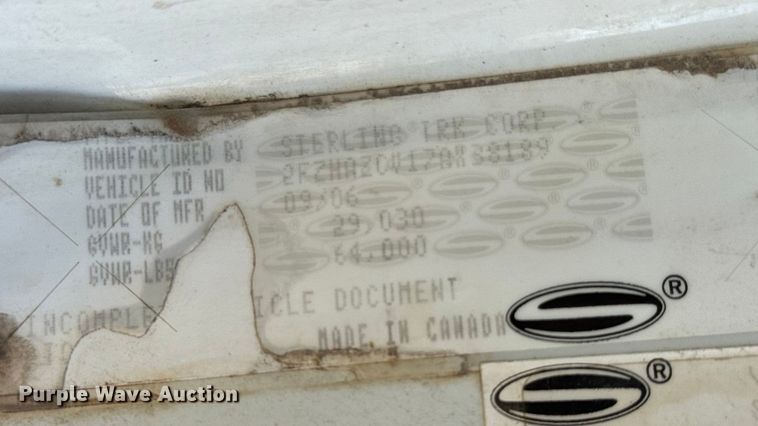 MANUFACTURED BY STERLING TRK CORP
VEHICLE ID NO
DATE OF MFR 09/06
GVWR-KG 29,030
GVWR-LBS 64,000
INCOMPLE ICLE DOCUMENT
MADE IN CANADA
®
®
Purple Wave Auction